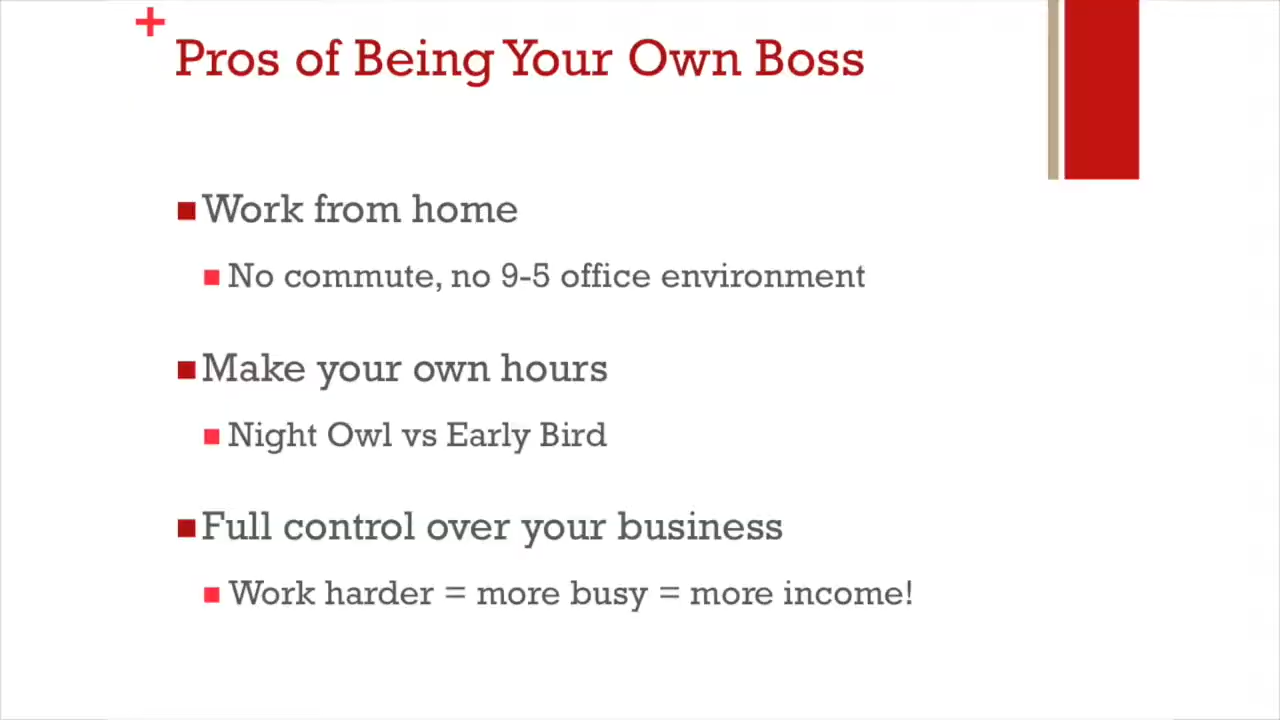 +
Pros of Being Your Own Boss
Work from home
No commute, no 9-5 office environment
Make your own hours
Night Owl vs Early Bird
Full control over your business
Work harder = more busy = more income!